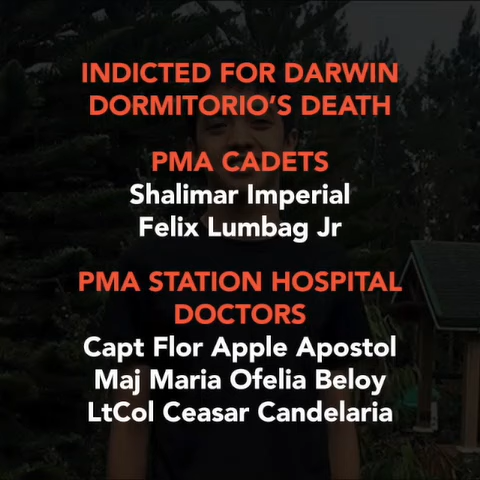 INDICTED FOR DARWIN
DORMITORIO'S DEATH
PMA CADETS
Shalimar Imperial
Felix Lumbag Jr
PMA STATION HOSPITAL
DOCTORS
Capt Flor Apple Apostol
Maj Maria Ofelia Beloy
LtCol Ceasar Candelaria